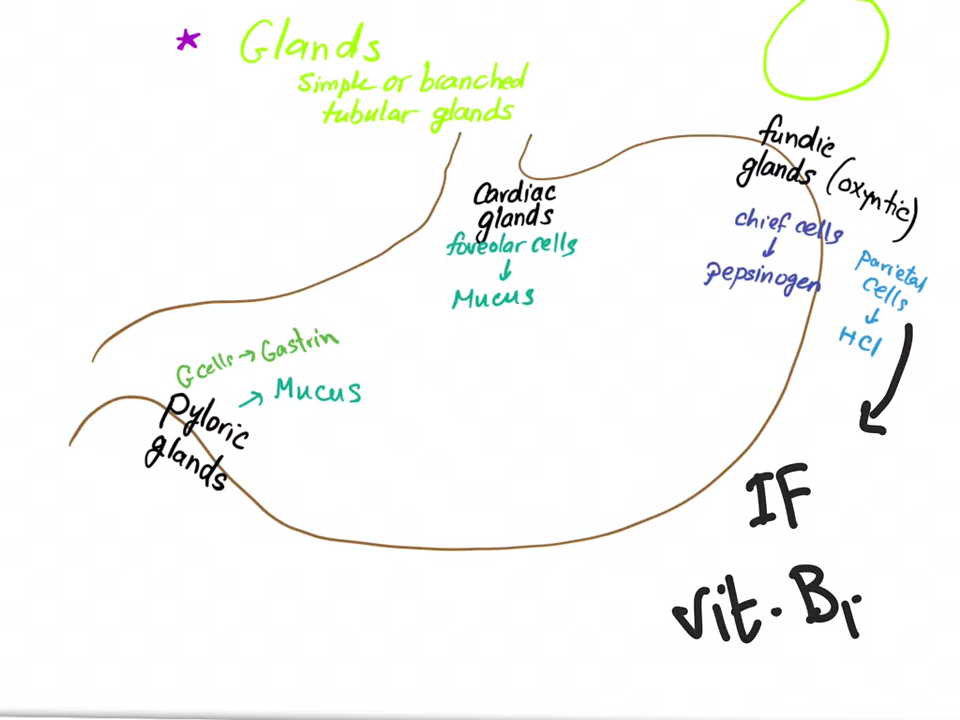 * Glands
simple or branched
tubular glands
Cardiac
glands
foveolar cells
↓
Mucus
fundic
glands (oxyntic)
chief cells
↓
pepsinogen
parietal
cells
↓
HCl
G cells → Gastrin
pyloric → Mucus
glands
IF
vit. B1